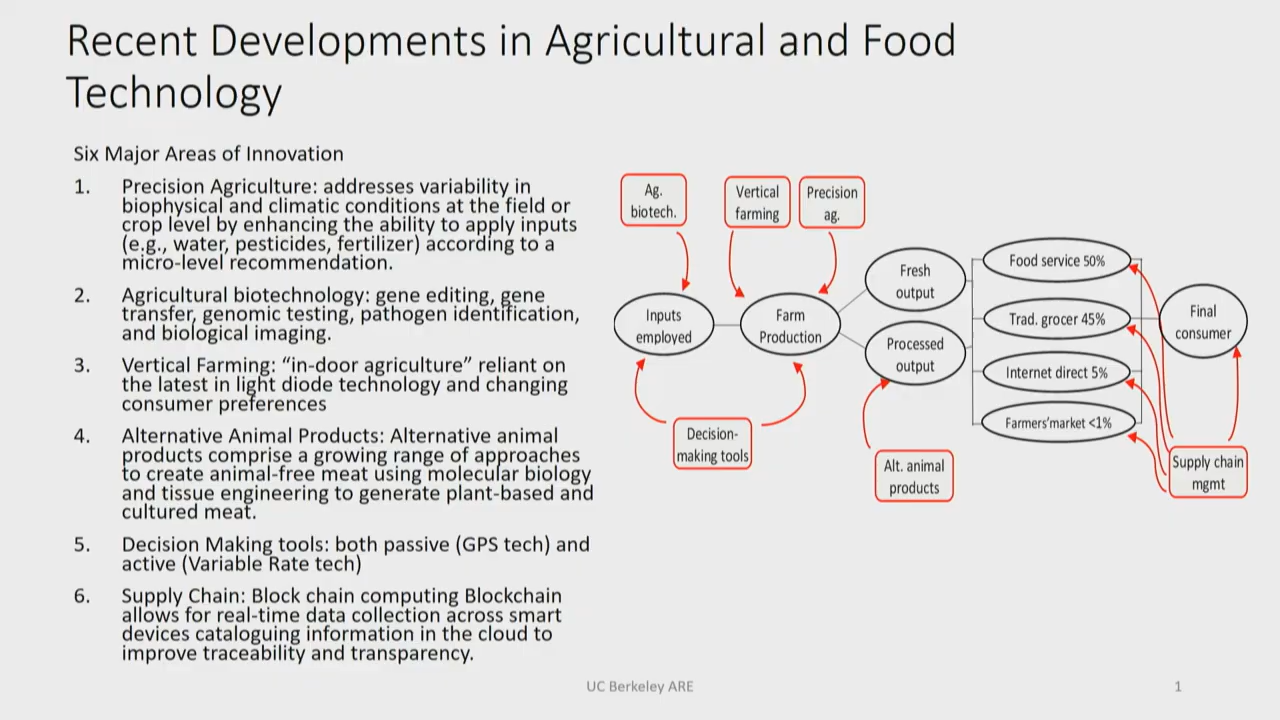 Recent Developments in Agricultural and Food
Technology
Six Major Areas of Innovation
1. Precision Agriculture: addresses variability in
biophysical and climatic conditions at the field or
crop level by enhancing the ability to apply inputs
(e.g., water, pesticides, fertilizer) according to a
micro-level recommendation.
2. Agricultural biotechnology: gene editing, gene
transfer, genomic testing, pathogen identification,
and biological imaging.
3. Vertical Farming: “in-door agriculture” reliant on
the latest in light diode technology and changing
consumer preferences
4. Alternative Animal Products: Alternative animal
products comprise a growing range of approaches
to create animal-free meat using molecular biology
and tissue engineering to generate plant-based and
cultured meat.
5. Decision Making tools: both passive (GPS tech) and
active (Variable Rate tech)
6. Supply Chain: Block chain computing Blockchain
allows for real-time data collection across smart
devices cataloguing information in the cloud to
improve traceability and transparency.
Ag.
biotech.
Vertical
farming
Precision
ag.
Inputs
employed
Farm
Production
Fresh
output
Processed
output
Food service 50%
Trad. grocer 45%
Internet direct 5%
Farmers’market <1%
Final
consumer
Decision-
making tools
Alt. animal
products
Supply chain
mgmt
UC Berkeley ARE
1